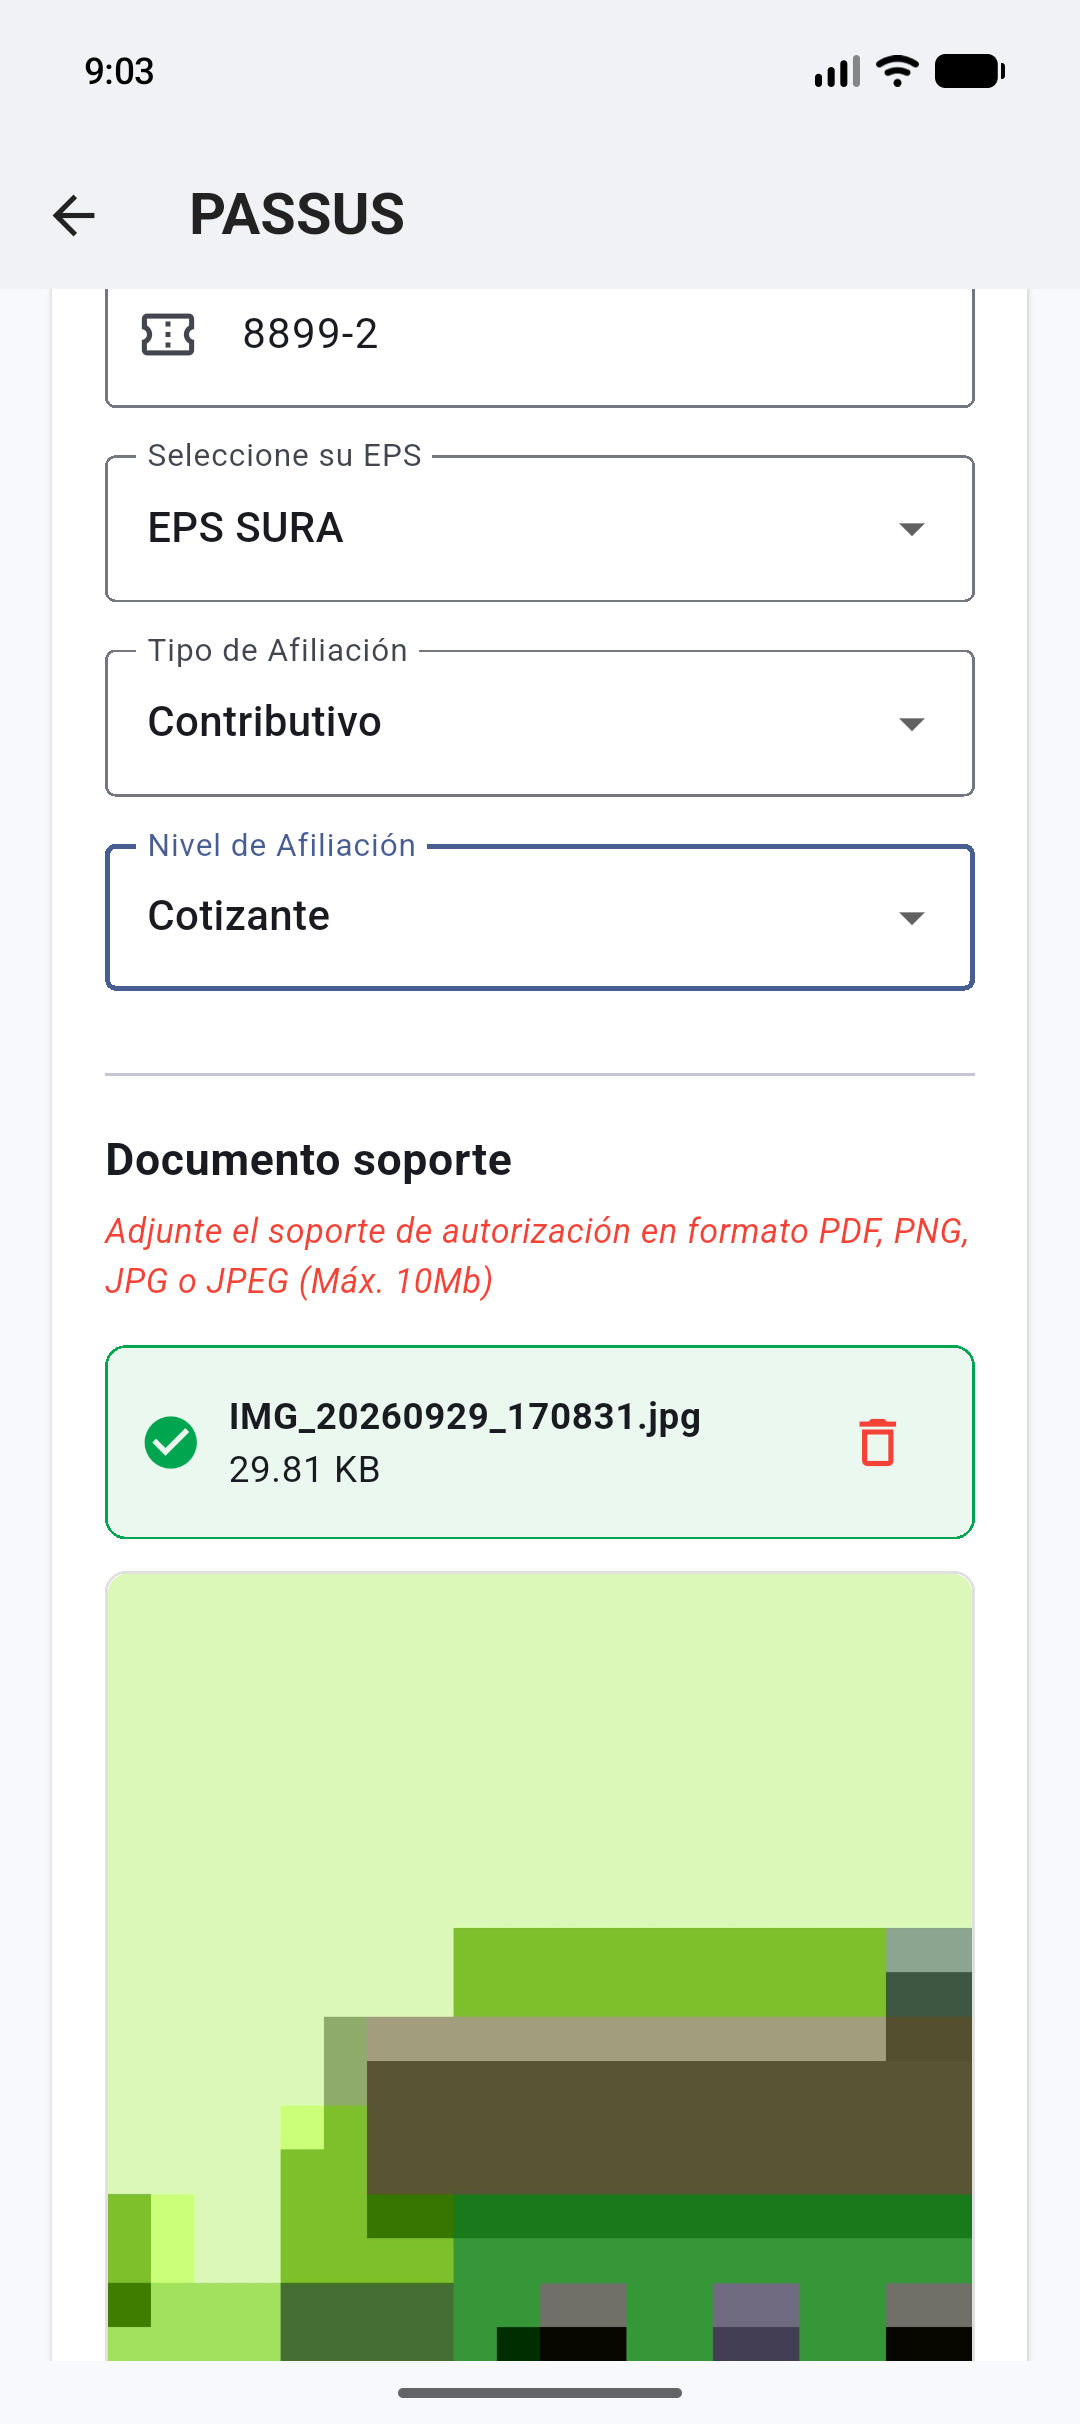 9:03
PASSUS
8899-2
Seleccione su EPS
EPS SURA
Tipo de Afiliación
Contributivo
Nivel de Afiliación
Cotizante
Documento soporte
Adjunte el soporte de autorización en formato PDF, PNG,
JPG o JPEG (Máx. 10Mb)
IMG_20260929_170831.jpg
29.81 KB